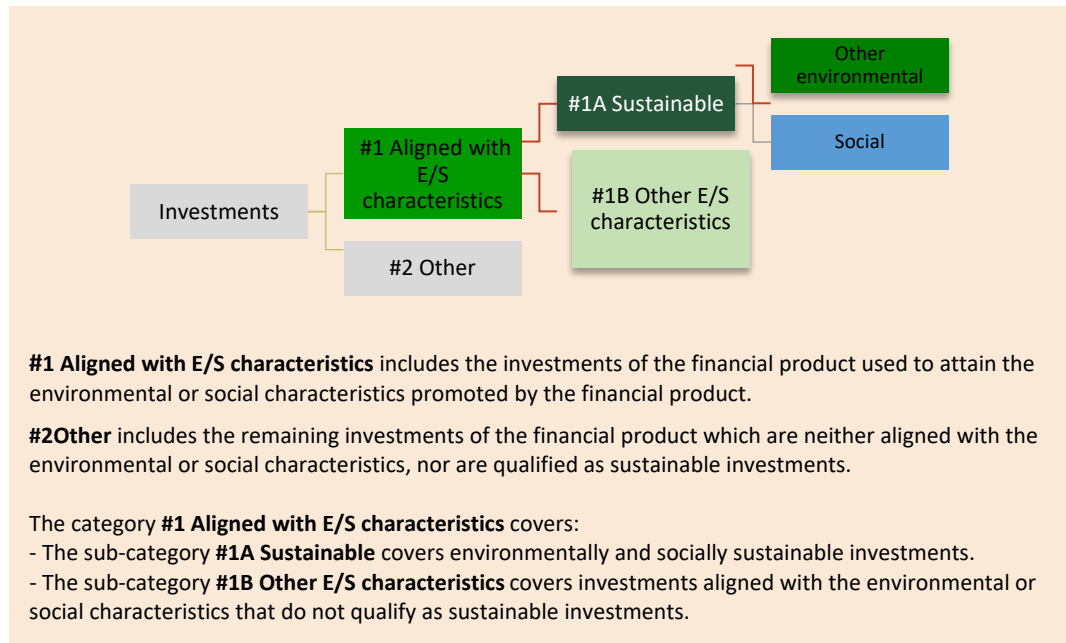 Other
environmental
#1A Sustainable
Social
#1 Aligned with
E/S
characteristics
#1B Other E/S
characteristics
Investments
#2 Other
#1 Aligned with E/S characteristics includes the investments of the financial product used to attain the
environmental or social characteristics promoted by the financial product.
#2Other includes the remaining investments of the financial product which are neither aligned with the
environmental or social characteristics, nor are qualified as sustainable investments.
The category #1 Aligned with E/S characteristics covers:
- The sub-category #1A Sustainable covers environmentally and socially sustainable investments.
- The sub-category #1B Other E/S characteristics covers investments aligned with the environmental or
social characteristics that do not qualify as sustainable investments.